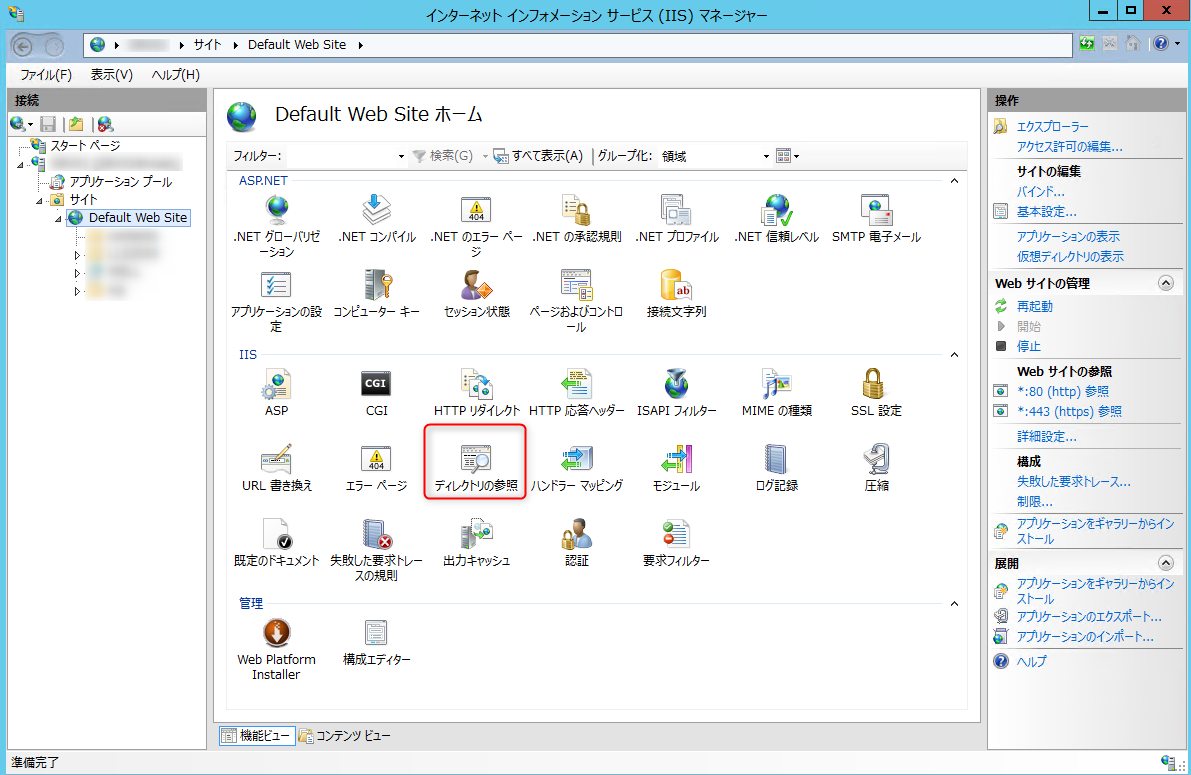 インターネット インフォメーション サービス (IIS) マネージャー
サイト
Default Web Site
ファイル(F)
表示(V)
ヘルプ(H)
接続
スタート ページ
アプリケーション プール
サイト
Default Web Site
Default Web Site ホーム
フィルター:
検索(G)
すべて表示(A)
グループ化:
領域
ASP.NET
.NET グローバリゼ
ーション
.NET コンパイル
404
.NET のエラー ペー
ジ
.NET の承認規則
.NET プロファイル
.NET 信頼レベル
SMTP 電子メール
アプリケーションの設
定
コンピューター キー
セッション状態
ページおよびコントロ
ール
ab
接続文字列
IIS
ASP
CGI
CGI
HTTP リダイレクト
HTTP 応答ヘッダー
ISAPI フィルター
MIME の種類
SSL 設定
URL 書き換え
404
エラー ページ
ディレクトリの参照
ハンドラー マッピング
モジュール
ログ記録
圧縮
既定のドキュメント
失敗した要求トレー
スの規則
出力キャッシュ
認証
要求フィルター
管理
Web Platform
Installer
構成エディター
機能ビュー
コンテンツ ビュー
操作
エクスプローラー
アクセス許可の編集...
サイトの編集
バインド...
基本設定...
アプリケーションの表示
仮想ディレクトリの表示
Web サイトの管理
再起動
開始
停止
Web サイトの参照
*:80 (http) 参照
*:443 (https) 参照
詳細設定...
構成
失敗した要求トレース...
制限...
アプリケーションをギャラリーからイン
ストール
展開
アプリケーションをギャラリーからイン
ストール
アプリケーションのエクスポート...
アプリケーションのインポート...
ヘルプ
準備完了